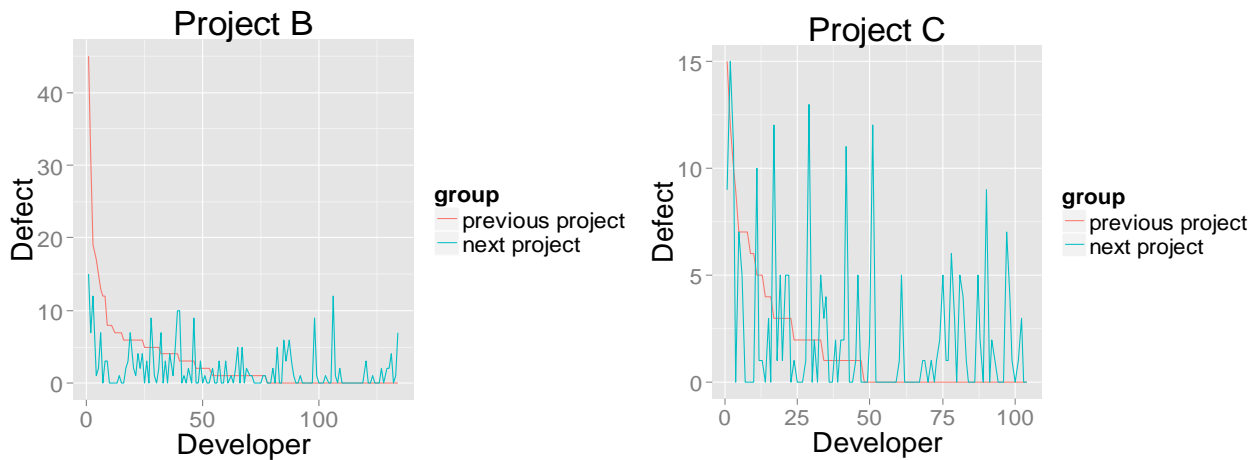 Project B
Defect
40
30
20
10
0
0
50
100
Developer
group
previous project
next project
Project C
Defect
15
10
5
0
0
25
50
75
100
Developer
group
previous project
next project